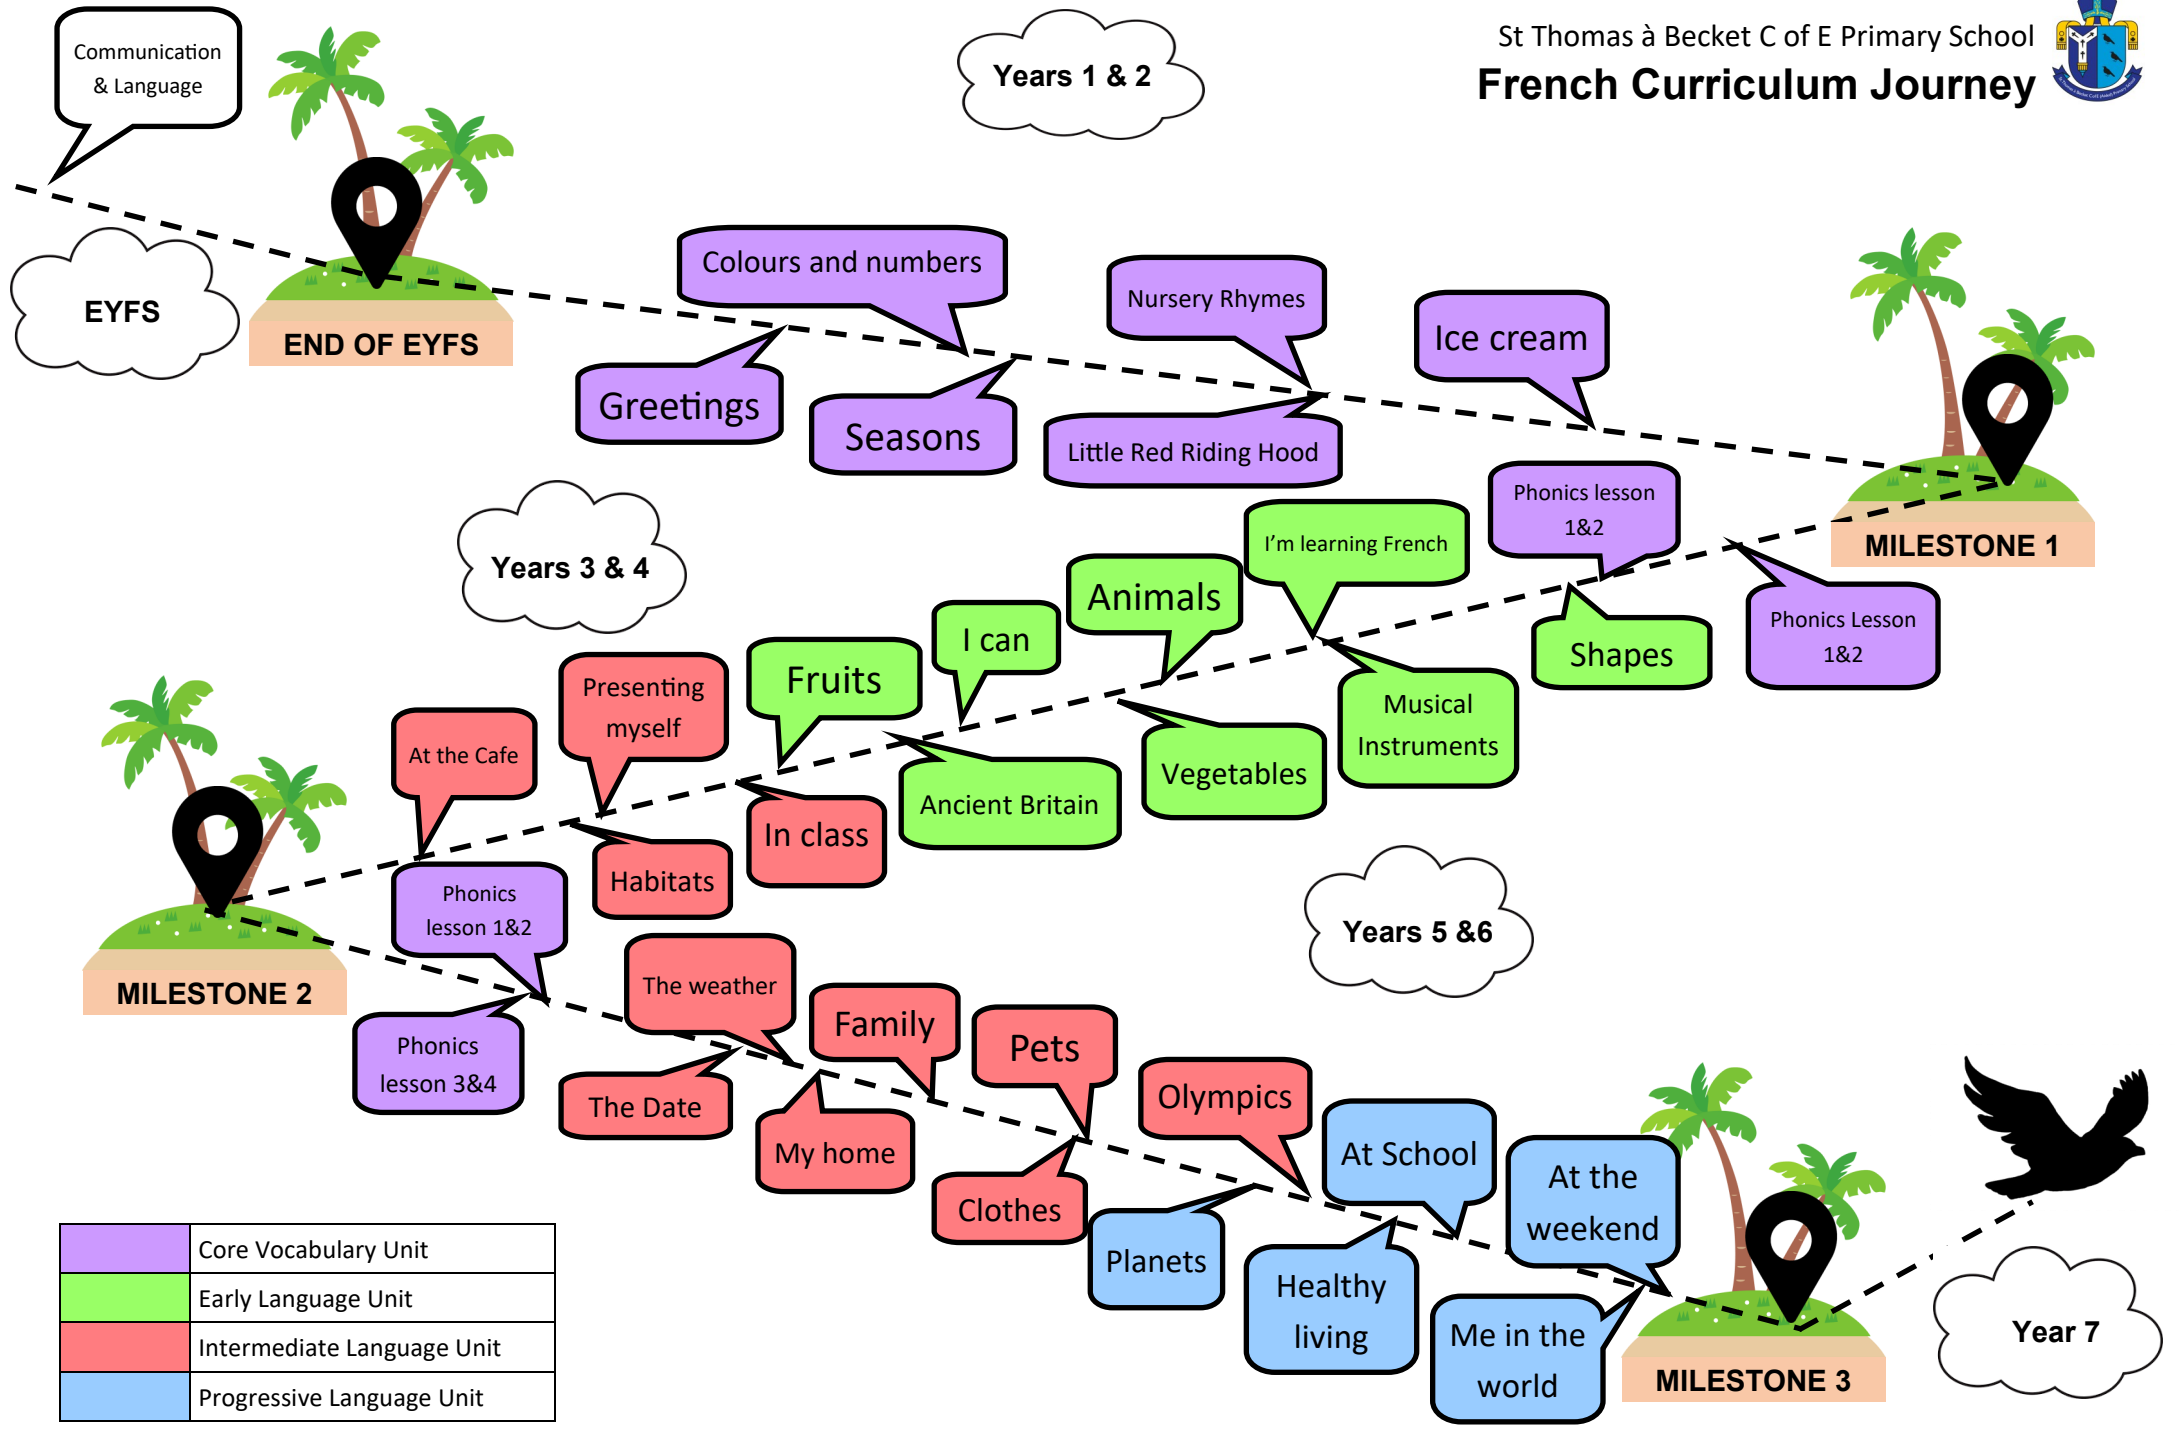 St Thomas à Becket C of E Primary School
French Curriculum Journey
Communication
& Language
EYFS
END OF EYFS
Years 1 & 2
Greetings
Colours and numbers
Seasons
Nursery Rhymes
Little Red Riding Hood
Ice cream
MILESTONE 1
Phonics Lesson
1&2
Phonics lesson
1&2
Shapes
I'm learning French
Musical
Instruments
Animals
Vegetables
I can
Ancient Britain
Fruits
In class
Presenting
myself
Habitats
At the Cafe
Years 3 & 4
MILESTONE 2
Phonics
lesson 1&2
Phonics
lesson 3&4
The weather
The Date
Family
My home
Pets
Clothes
Olympics
Planets
At School
Healthy
living
At the
weekend
Me in the
world
Years 5 &6
MILESTONE 3
Year 7
Core Vocabulary Unit
Early Language Unit
Intermediate Language Unit
Progressive Language Unit